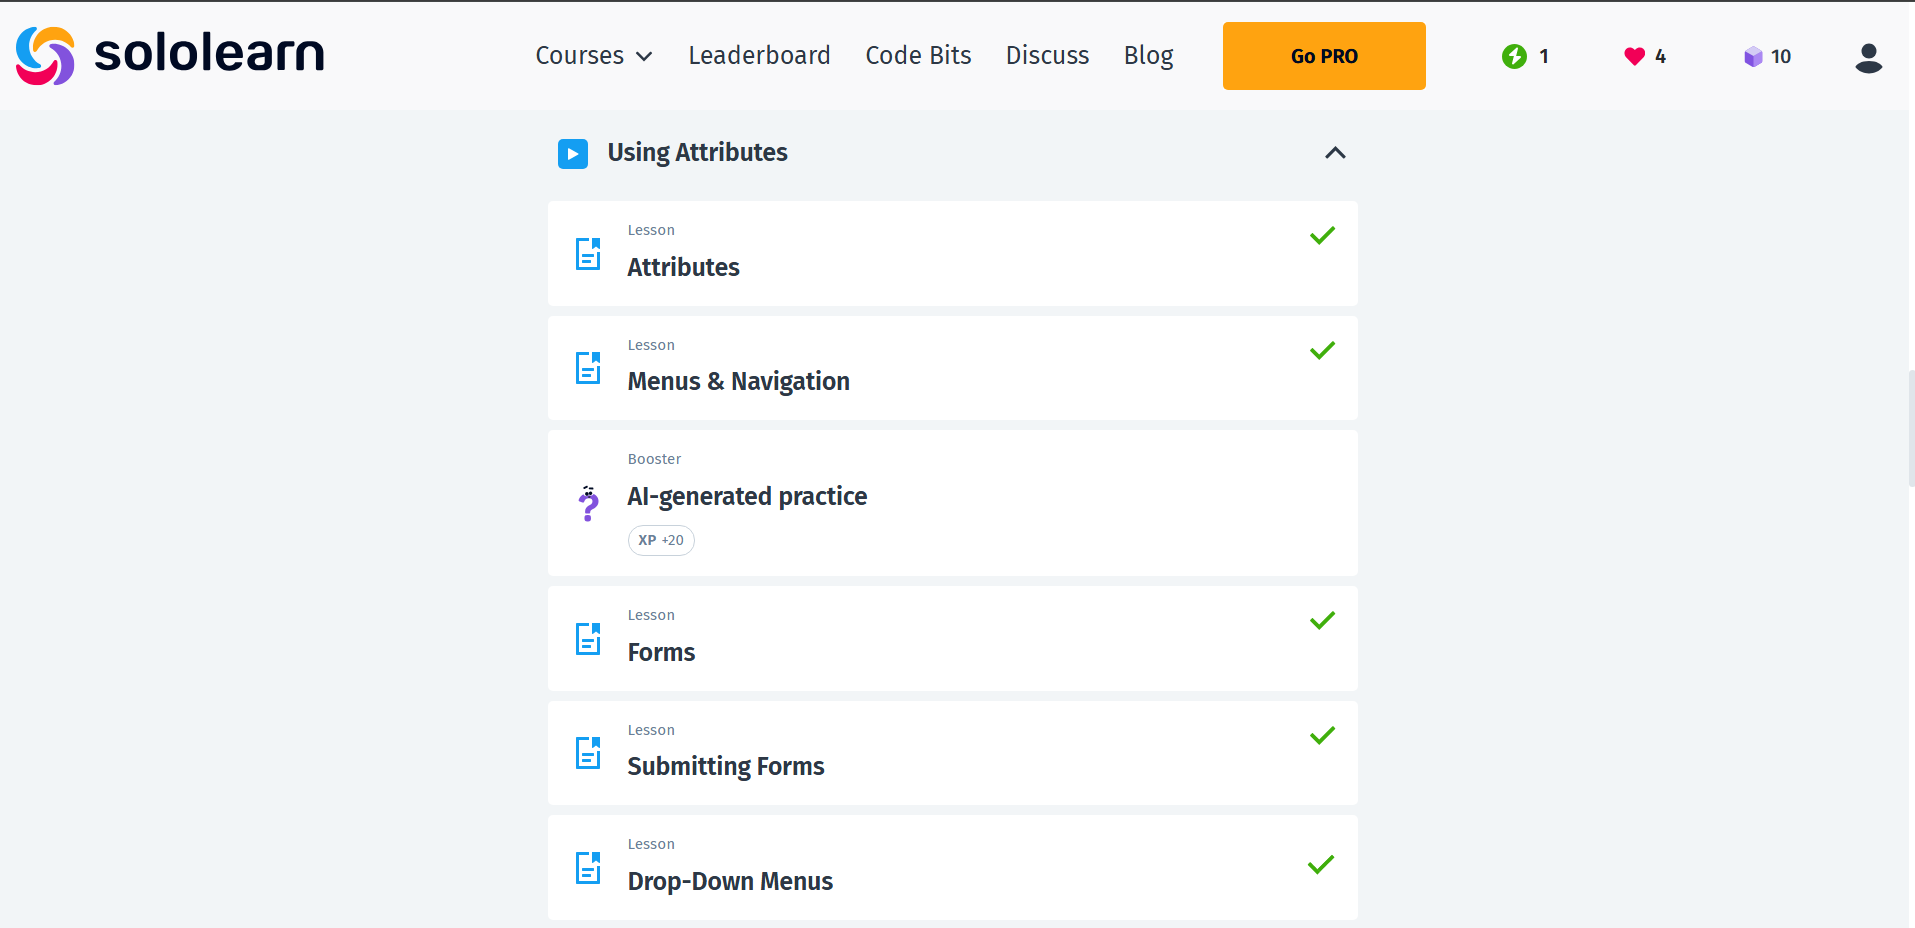 sololearn
Courses Leaderboard Code Bits Discuss Blog Go PRO 1 4 10
Using Attributes
Lesson
Attributes
Lesson
Menus & Navigation
Booster
AI-generated practice
XP +20
Lesson
Forms
Lesson
Submitting Forms
Lesson
Drop-Down Menus